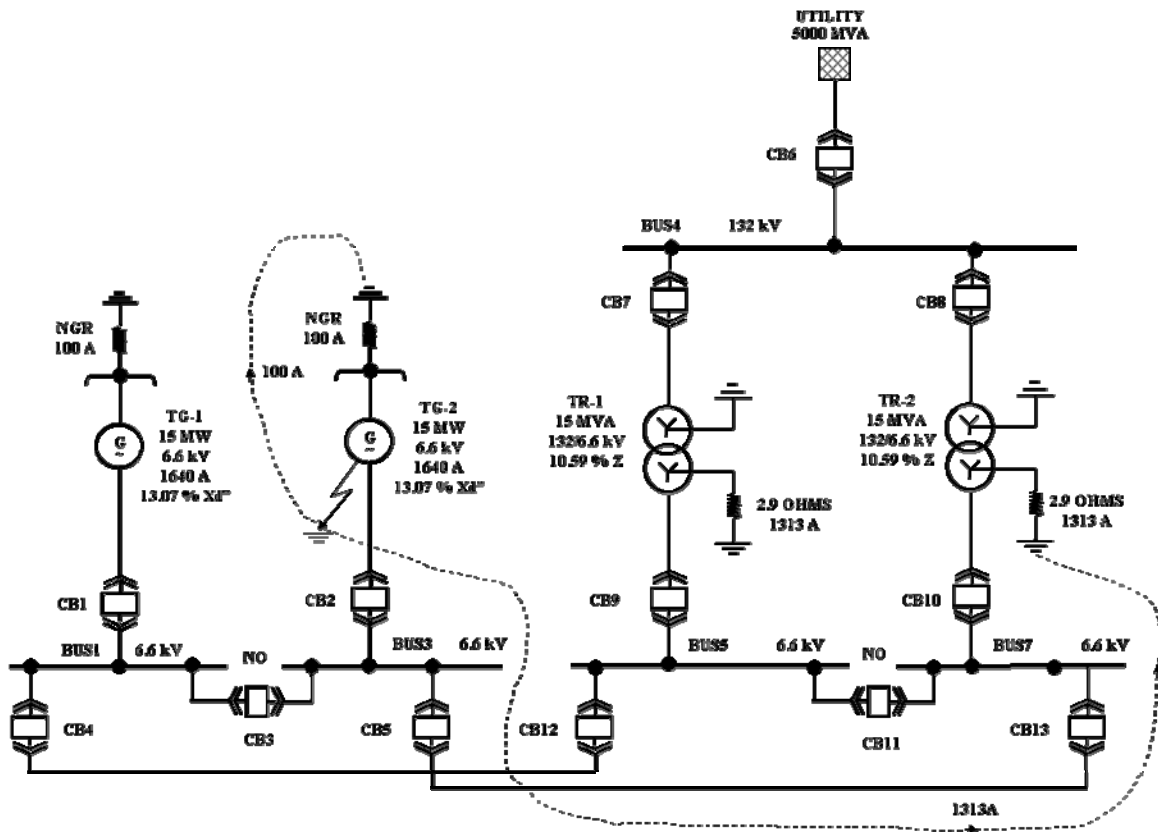 UTILITY
5000 MVA
CB6
BUS4 132 kV
CB7
CB8
NGR
100 A
NGR
100 A
100 A
TG-1
15 MW
6.6 kV
1640 A
13.07 % Xd"
G
~
TG-2
15 MW
6.6 kV
1640 A
13.07 % Xd"
G
~
TR-1
15 MVA
132/6.6 kV
10.59 % Z
Y
Y
TR-2
15 MVA
132/6.6 kV
10.59 % Z
Y
Y
2.9 OHMS
1313 A
2.9 OHMS
1313 A
CB1
CB2
CB9
CB10
BUS1 6.6 kV
NO
BUS3 6.6 kV
BUS5 6.6 kV
NO
BUS7 6.6 kV
CB4
CB3
CB5
CB12
CB11
CB13
1313A